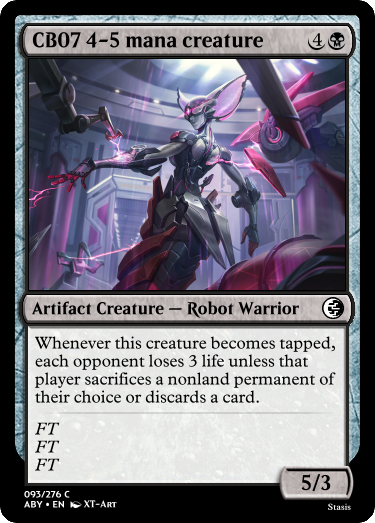 CB07 4-5 mana creature 4
Artifact Creature — Robot Warrior
Whenever this creature becomes tapped,
each opponent loses 3 life unless that
player sacrifices a nonland permanent of
their choice or discards a card.
FT
FT
FT
5/3
093/276 C
ABY • EN XT-Art
Stasis